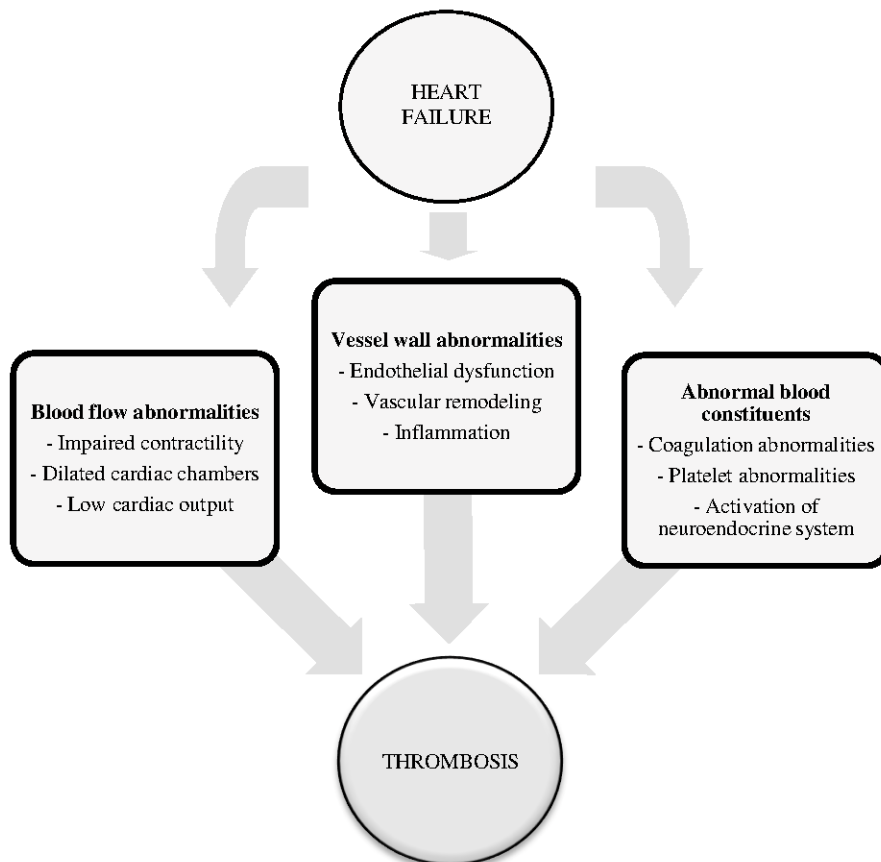 HEART
FAILURE
Vessel wall abnormalities
- Endothelial dysfunction
- Vascular remodeling
- Inflammation
Blood flow abnormalities
- Impaired contractility
- Dilated cardiac chambers
- Low cardiac output
Abnormal blood
constituents
- Coagulation abnormalities
- Platelet abnormalities
- Activation of
neuroendocrine system
THROMBOSIS